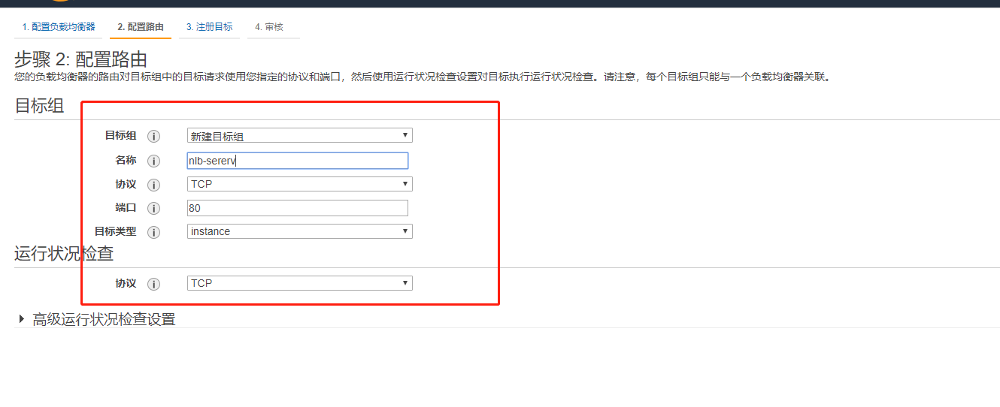 1. 配置负载均衡器 2. 配置路由 3. 注册目标 4. 审核
步骤 2: 配置路由
您的负载均衡器的路由对目标组中的目标请求使用您指定的协议和端口，然后使用运行状况检查设置对目标执行运行状况检查。请注意，每个目标组只能与一个负载均衡器关联。
目标组
目标组 i 新建目标组
名称 i nlb-sererv
协议 i TCP
端口 i 80
目标类型 i instance
运行状况检查
协议 i TCP
高级运行状况检查设置